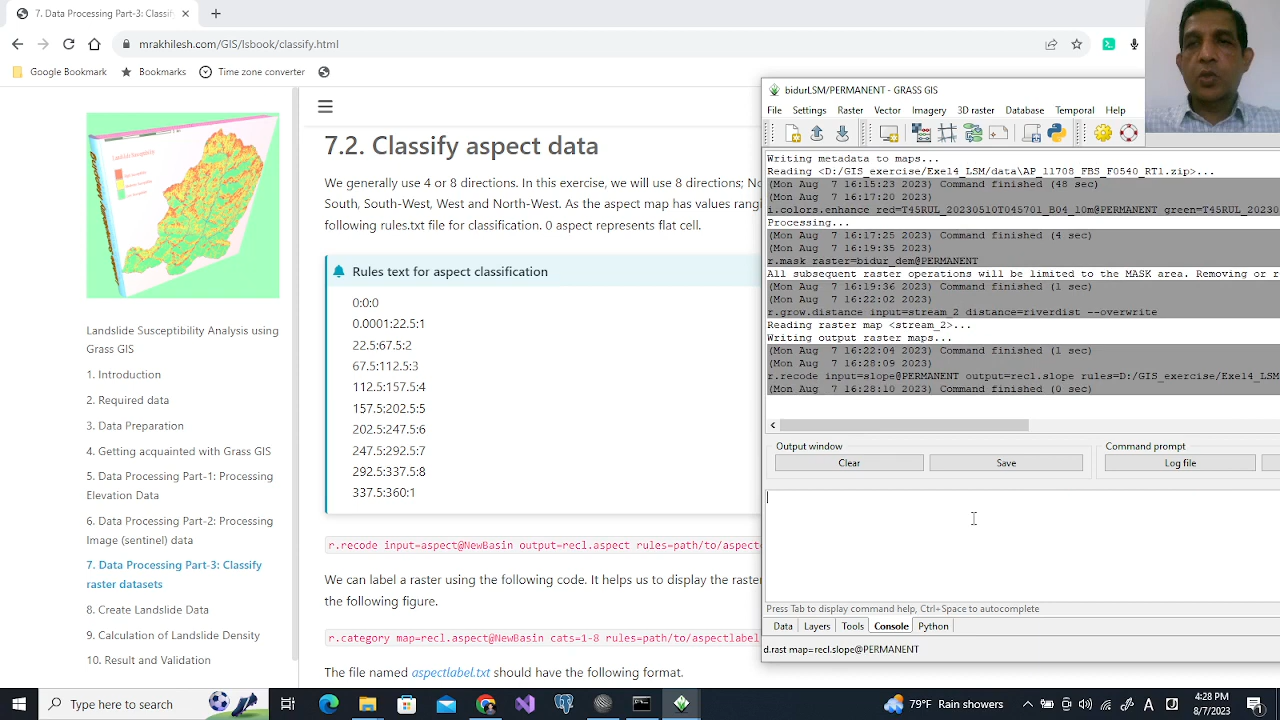 7. Data Processing Part-3: Classif
mrakhilesh.com/GIS/lsbook/classify.html
Google Bookmark
Bookmarks
Time zone converter
Landslide Susceptibility Analysis using
Grass GIS
1. Introduction
2. Required data
3. Data Preparation
4. Getting acquainted with Grass GIS
5. Data Processing Part-1: Processing
Elevation Data
6. Data Processing Part-2: Processing
Image (sentinel) data
7. Data Processing Part-3: Classify
raster datasets
8. Create Landslide Data
9. Calculation of Landslide Density
10. Result and Validation
7.2. Classify aspect data
We generally use 4 or 8 directions. In this exercise, we will use 8 directions; No
South, South-West, West and North-West. As the aspect map has values rangi
following rules.txt file for classification. 0 aspect represents flat cell.
Rules text for aspect classification
0:0:0
0.0001:22.5:1
22.5:67.5:2
67.5:112.5:3
112.5:157.5:4
157.5:202.5:5
202.5:247.5:6
247.5:292.5:7
292.5:337.5:8
337.5:360:1
r.recode input=aspect@NewBasin output=recl.aspect rules=path/to/aspect
We can label a raster using the following code. It helps us to display the raster
the following figure.
r.category map=recl.aspect@NewBasin cats=1-8 rules=path/to/aspectlabel
The file named aspectlabel.txt should have the following format.
bidurLSM/PERMANENT - GRASS GIS
File Settings Raster Vector Imagery 3D raster Database Temporal Help
Writing metadata to maps...
Reading <D:/GIS_exercise/Exe14_LSM/data\AP_11708_FBS_F0540_RT1.zip>...
(Mon Aug 7 16:15:23 2023) Command finished (48 sec)
(Mon Aug 7 16:17:20 2023)
i.colors.enhance red=T45RUL_20230510T045701_B04_10m@PERMANENT green=T45RUL_20230
Processing...
(Mon Aug 7 16:17:25 2023) Command finished (4 sec)
(Mon Aug 7 16:19:35 2023)
r.mask raster=bidur_dem@PERMANENT
All subsequent raster operations will be limited to the MASK area. Removing or r
(Mon Aug 7 16:19:36 2023) Command finished (1 sec)
(Mon Aug 7 16:22:02 2023)
r.grow.distance input=stream_2 distance=riverdist --overwrite
Reading raster map <stream_2>...
Writing output raster maps...
(Mon Aug 7 16:22:04 2023) Command finished (1 sec)
(Mon Aug 7 16:28:09 2023)
r.recode input=slope@PERMANENT output=recl.slope rules=D:/GIS_exercise/Exe14_LSM
(Mon Aug 7 16:28:10 2023) Command finished (0 sec)
Output window
Command prompt
Clear
Save
Log file
Press Tab to display command help, Ctrl+Space to autocomplete
Data Layers Tools Console Python
d.rast map=recl.slope@PERMANENT
Type here to search
79°F Rain showers
4:28 PM
8/7/2023